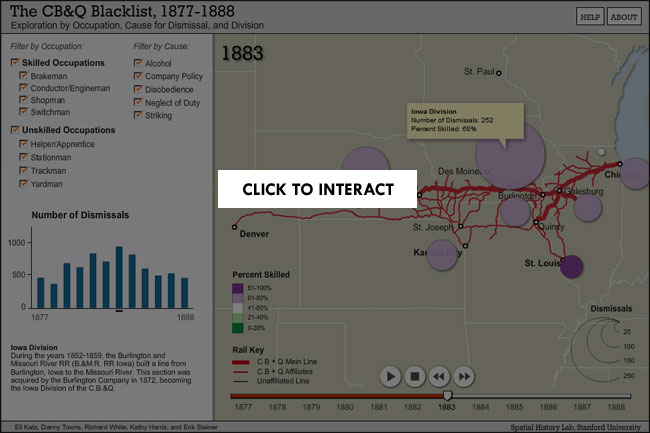 The CB&Q Blacklist, 1877-1888
Exploration by Occupation, Cause for Dismissal, and Division
HELP
ABOUT
Filter by Occupation:
Skilled Occupations
Brakeman
Conductor/Engineman
Shopman
Switchman
Unskilled Occupations
Helper/Apprentice
Stationman
Trackman
Yardman
Filter by Cause:
Alcohol
Company Policy
Disobedience
Neglect of Duty
Striking
Number of Dismissals
1000
500
0
1877
1888
Iowa Division
During the years 1852-1859, the Burlington and
Missouri River RR (B.&M.R. RR Iowa) built a line from
Burlington, Iowa to the Missouri River. This section was
acquired by the Burlington Company in 1872, becoming
the Iowa Division of the C.B.&Q.
1883
St. Paul
Iowa Division
Number of Dismissals: 252
Percent Skilled: 68%
Des Moine
Chic
CLICK TO INTERACT
Burlington
Galesburg
Denver
St. Joseph
Quincy
Kansas City
St. Louis
Percent Skilled
81-100%
61-80%
41-60%
21-40%
0-20%
Dismissals
25
100
150
250
Rail Key
C B + Q Main Line
C B + Q Affiliates
Unaffiliated Line
1877 1878 1879 1880 1881 1882 1883 1884 1885 1886 1887 1888
Eli Katz, Danny Towns, Richard White, Kathy Harris, and Erik Steiner
Spatial History Lab, Stanford University